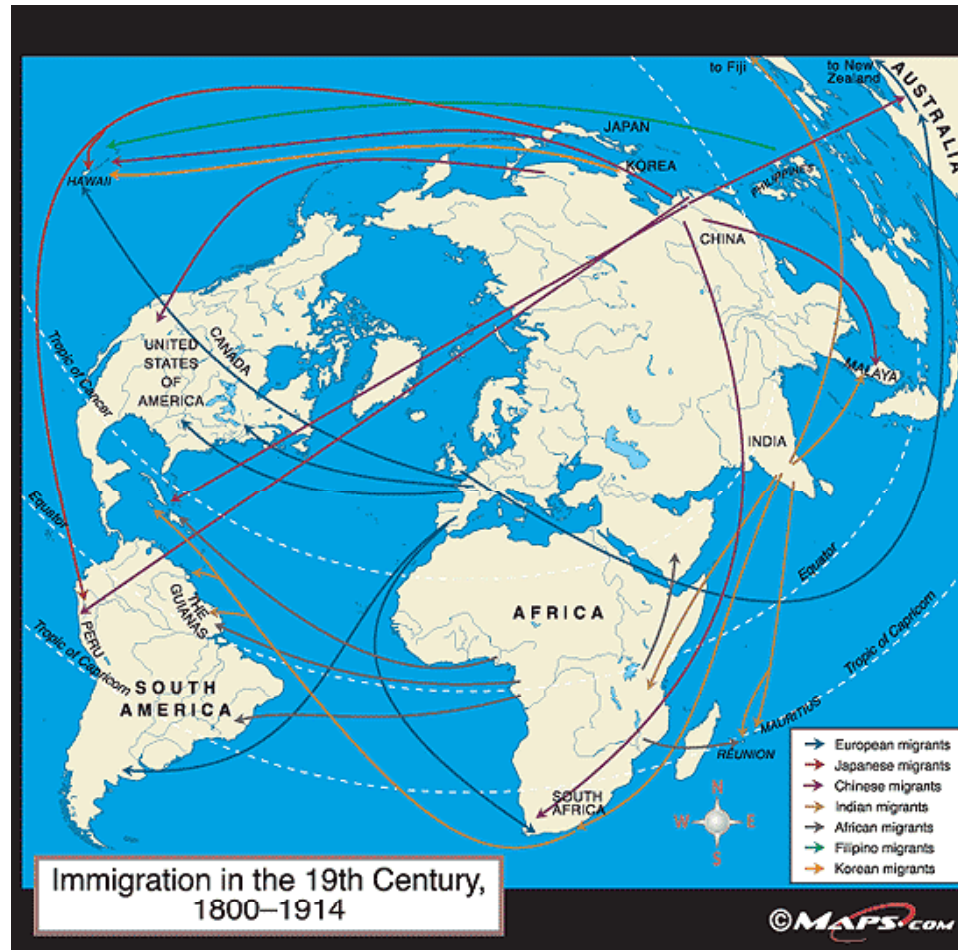 to Fiji
to New
Zealand
AUSTRALIA
JAPAN
KOREA
PHILIPPINES
HAWAII
CHINA
CANADA
UNITED
STATES
OF
AMERICA
MALAYA
Tropic of Cancer
INDIA
Equator
Equator
AFRICA
THE
GUIANAS
PERU
Tropic of Capricorn
Tropic of Capricorn
SOUTH
AMERICA
MAURITIUS
RÉUNION
SOUTH
AFRICA
N
W
E
S
European migrants
Japanese migrants
Chinese migrants
Indian migrants
African migrants
Filipino migrants
Korean migrants
Immigration in the 19th Century,
1800–1914
©MAPS.COM